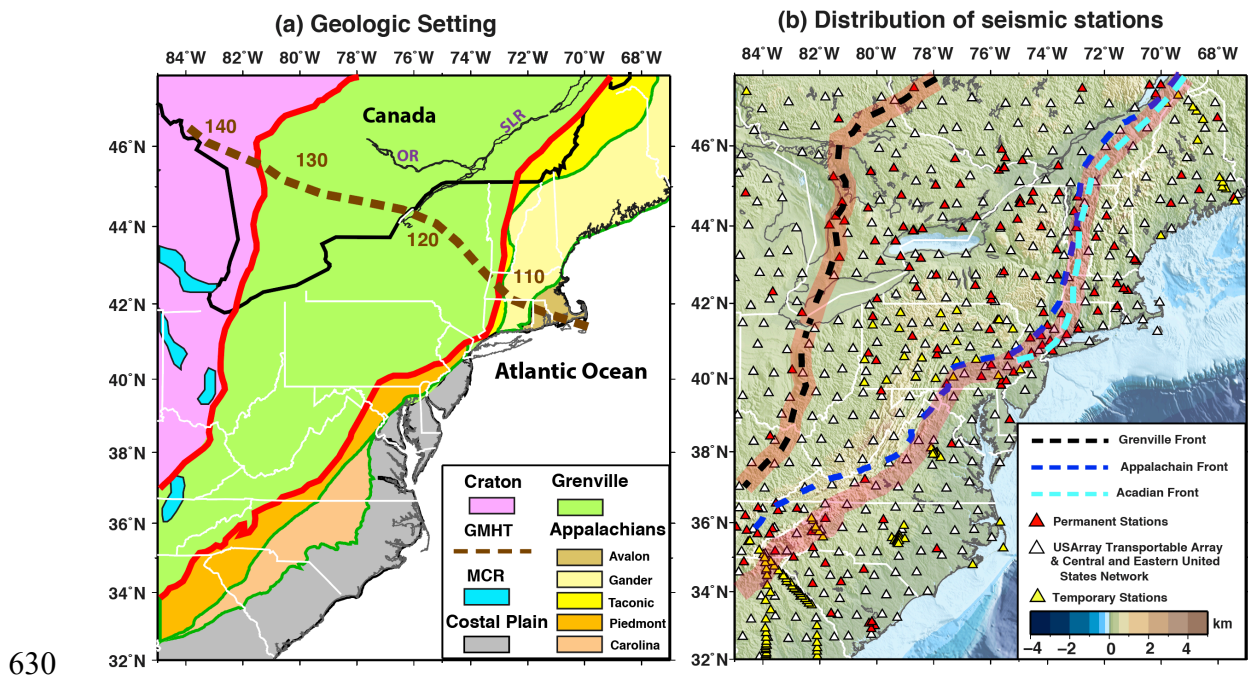 (a) Geologic Setting
84°W 82°W 80°W 78°W 76°W 74°W 72°W 70°W 68°W
46°N
44°N
42°N
40°N
38°N
36°N
34°N
32°N
Canada
SLR
OR
140
130
120
110
Atlantic Ocean
Craton
GMHT
MCR
Costal Plain
Grenville
Appalachians
Avalon
Gander
Taconic
Piedmont
Carolina
(b) Distribution of seismic stations
84°W 82°W 80°W 78°W 76°W 74°W 72°W 70°W 68°W
46°N
44°N
42°N
40°N
38°N
36°N
34°N
32°N
Grenville Front
Appalachain Front
Acadian Front
Permanent Stations
USArray Transportable Array
& Central and Eastern United
States Network
Temporary Stations
km
−4 −2 0 2 4
630